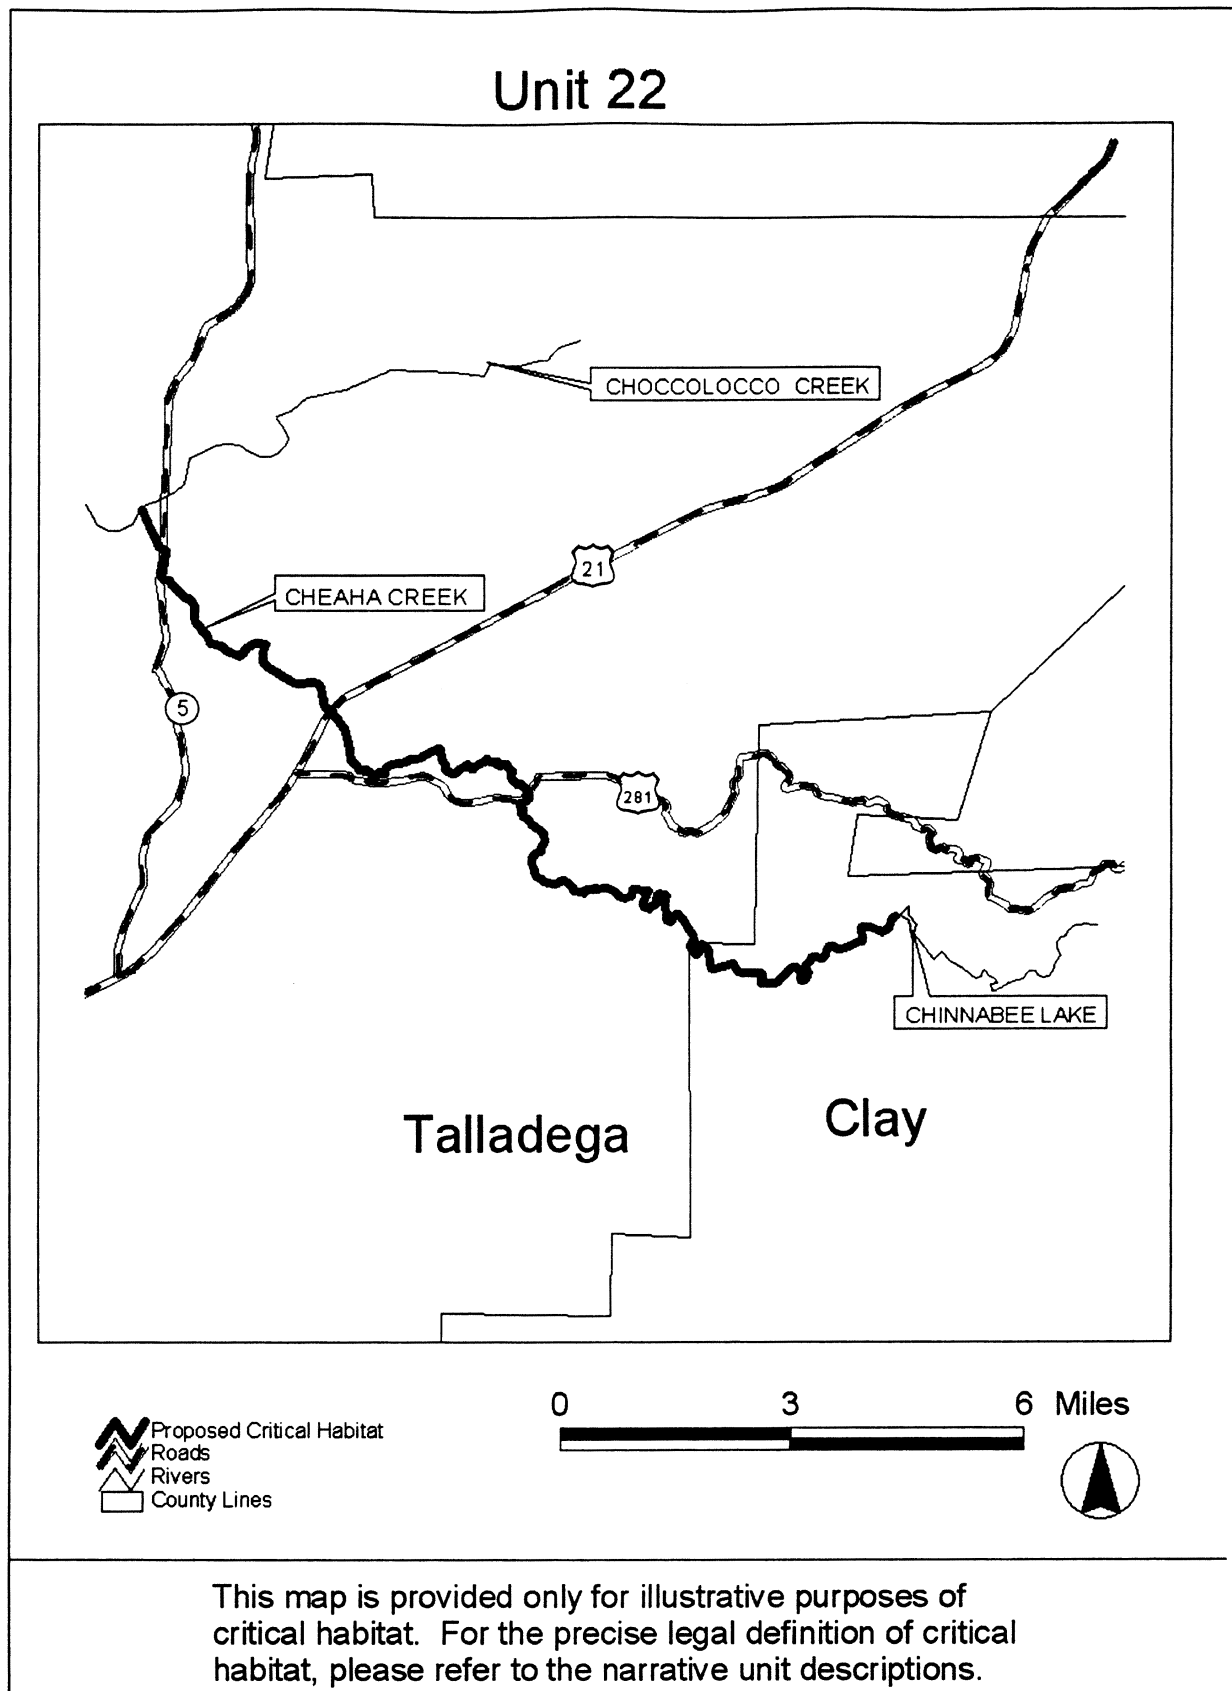 Unit 22
CHOCCOLOCCO CREEK
21
CHEAHA CREEK
5
281
CHINNABEE LAKE
Talladega
Clay
0 3 6 Miles
Proposed Critical Habitat
Roads
Rivers
County Lines
This map is provided only for illustrative purposes of
critical habitat. For the precise legal definition of critical
habitat, please refer to the narrative unit descriptions.